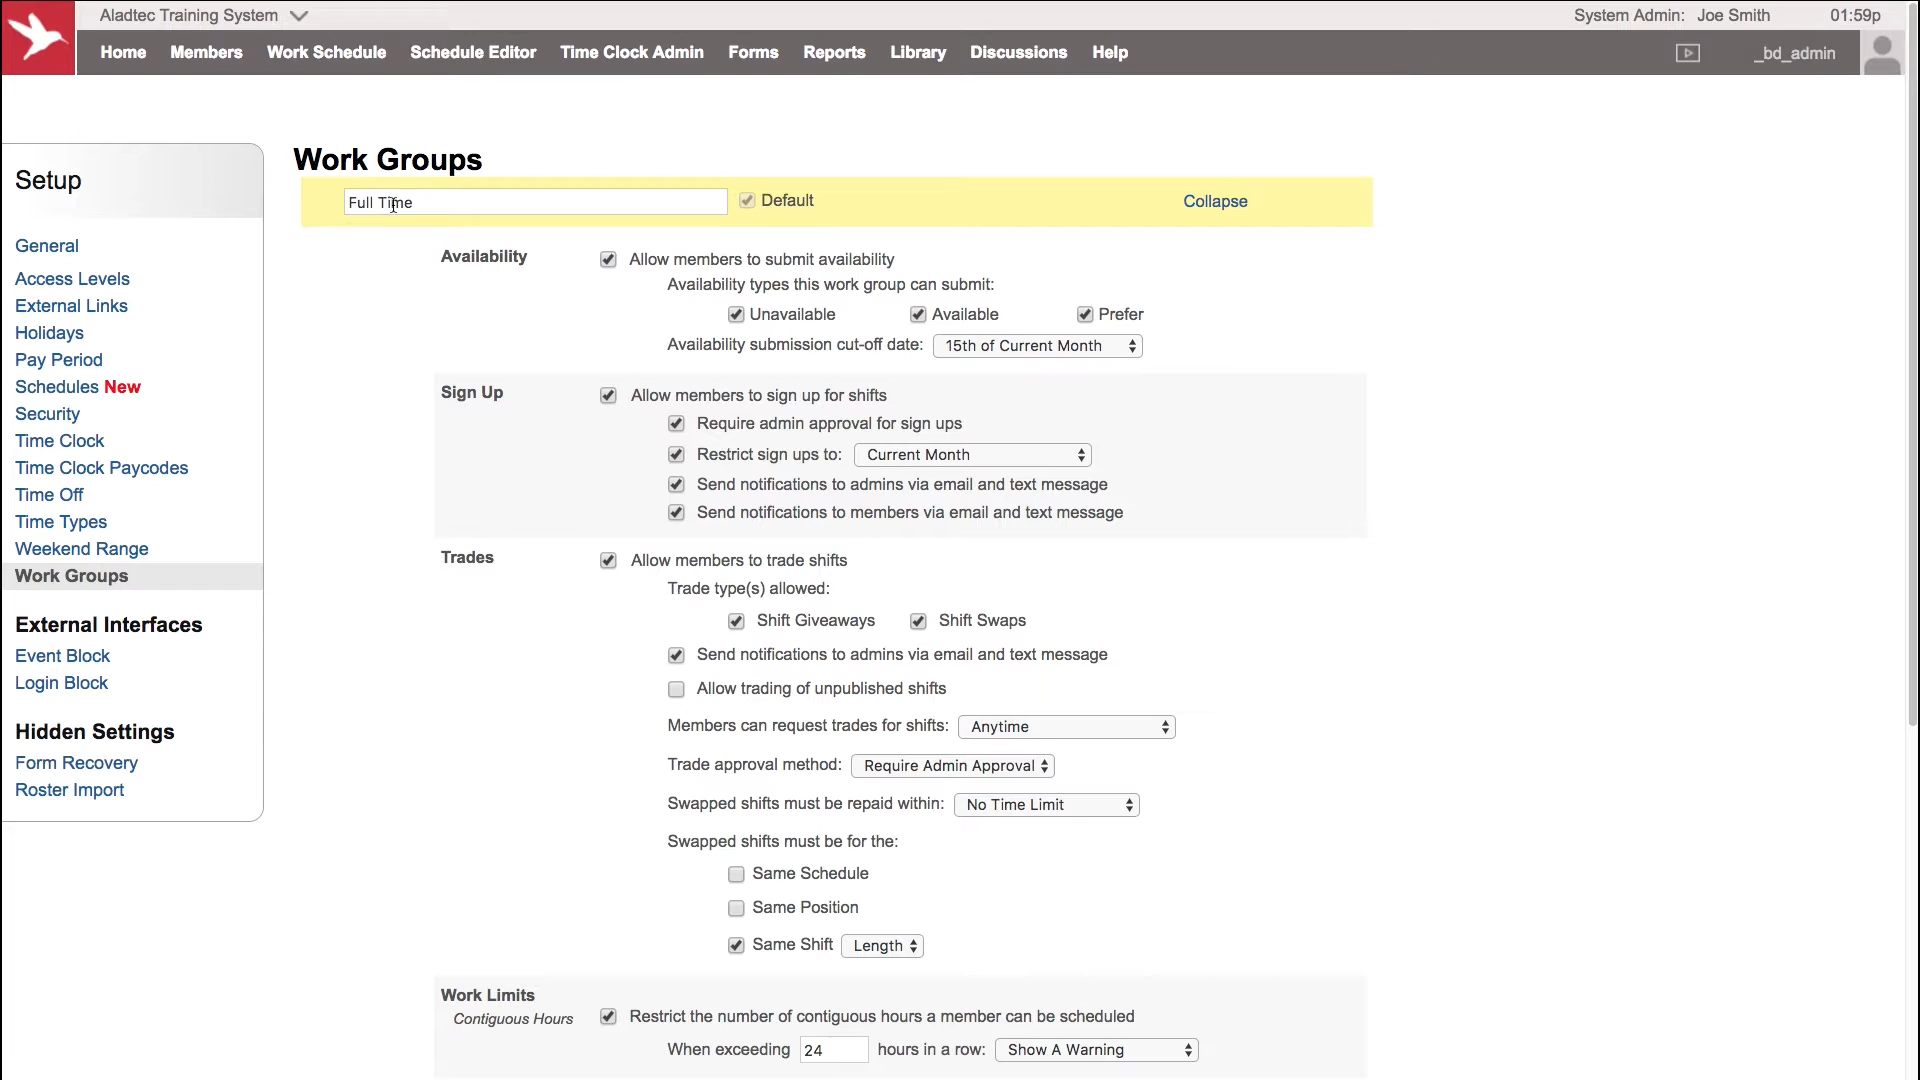 Aladtec Training System
System Admin: Joe Smith 01:59p
Home Members Work Schedule Schedule Editor Time Clock Admin Forms Reports Library Discussions Help _bd_admin
Setup
General
Access Levels
External Links
Holidays
Pay Period
Schedules New
Security
Time Clock
Time Clock Paycodes
Time Off
Time Types
Weekend Range
Work Groups
External Interfaces
Event Block
Login Block
Hidden Settings
Form Recovery
Roster Import
Work Groups
Full Time Default Collapse
Availability Allow members to submit availability
Availability types this work group can submit:
Unavailable Available Prefer
Availability submission cut-off date: 15th of Current Month
Sign Up Allow members to sign up for shifts
Require admin approval for sign ups
Restrict sign ups to: Current Month
Send notifications to admins via email and text message
Send notifications to members via email and text message
Trades Allow members to trade shifts
Trade type(s) allowed:
Shift Giveaways Shift Swaps
Send notifications to admins via email and text message
Allow trading of unpublished shifts
Members can request trades for shifts: Anytime
Trade approval method: Require Admin Approval
Swapped shifts must be repaid within: No Time Limit
Swapped shifts must be for the:
Same Schedule
Same Position
Same Shift Length
Work Limits
Contiguous Hours Restrict the number of contiguous hours a member can be scheduled
When exceeding 24 hours in a row: Show A Warning